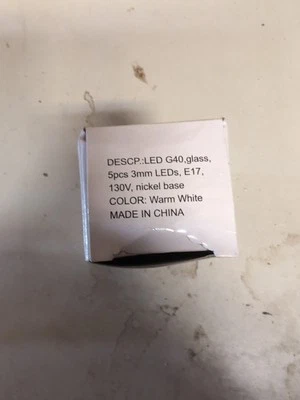 DESCP.:LED G40,glass,
5pcs 3mm LEDs, E17,
130V, nickel base
COLOR: Warm White
MADE IN CHINA